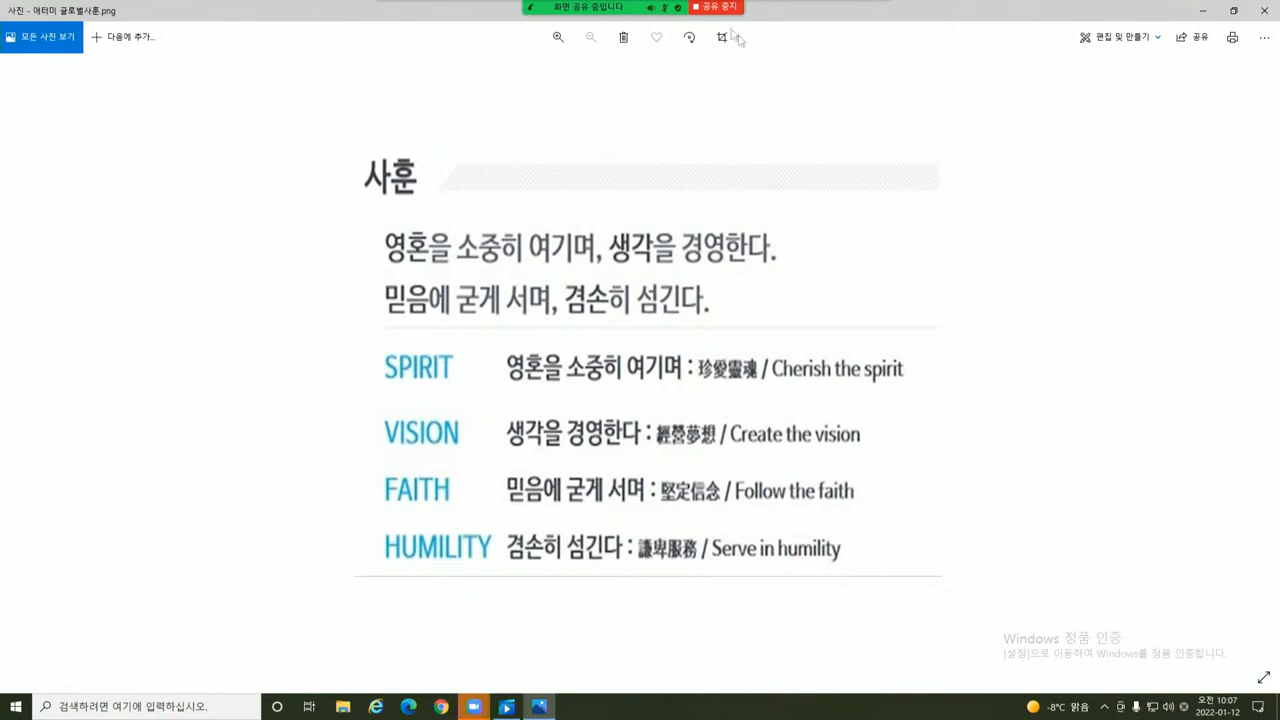 사진 - 애터미 글로벌사훈.png
화면 공유 중입니다
공유 중지
모든 사진 보기
다음에 추가...
편집 및 만들기
공유
사훈
영혼을 소중히 여기며, 생각을 경영한다.
믿음에 굳게 서며, 겸손히 섬긴다.
SPIRIT 영혼을 소중히 여기며 : 珍愛靈魂 / Cherish the spirit
VISION 생각을 경영한다 : 經營夢想 / Create the vision
FAITH 믿음에 굳게 서며 : 堅定信念 / Follow the faith
HUMILITY 겸손히 섬긴다 : 謙卑服務 / Serve in humility
Windows 정품 인증
[설정]으로 이동하여 Windows를 정품 인증합니다.
검색하려면 여기에 입력하십시오.
-8°C 맑음
오전 10:07
2022-01-12